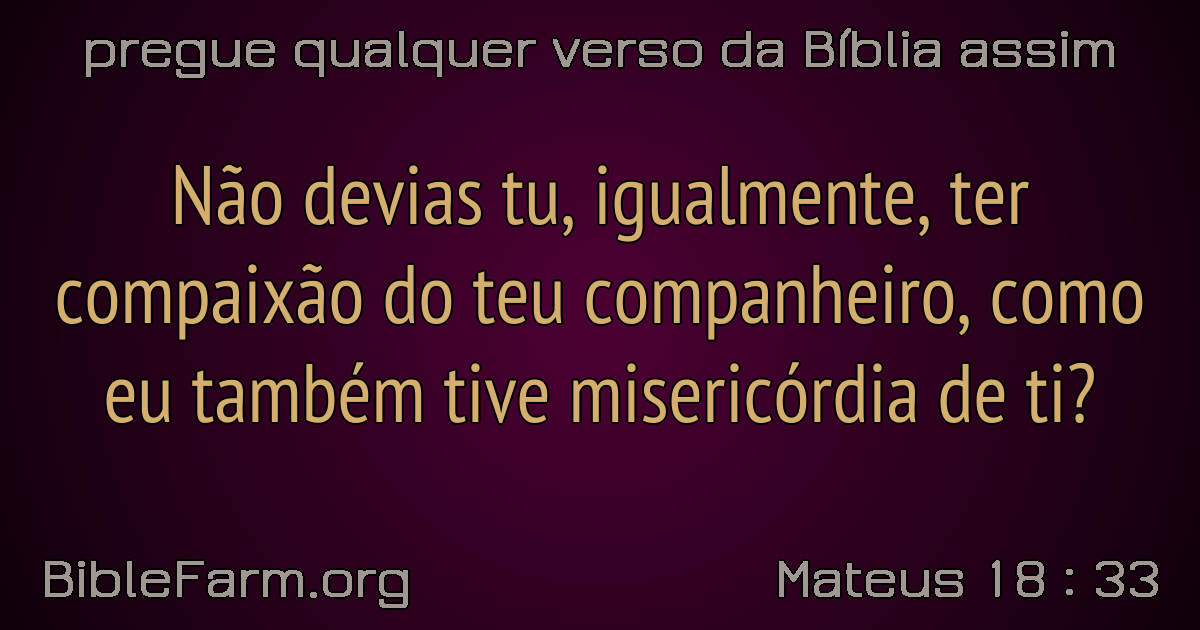 pregue qualquer verso da Bíblia assim
Não devias tu, igualmente, ter
compaixão do teu companheiro, como
eu também tive misericórdia de ti?
BibleFarm.org
Mateus 18 : 33